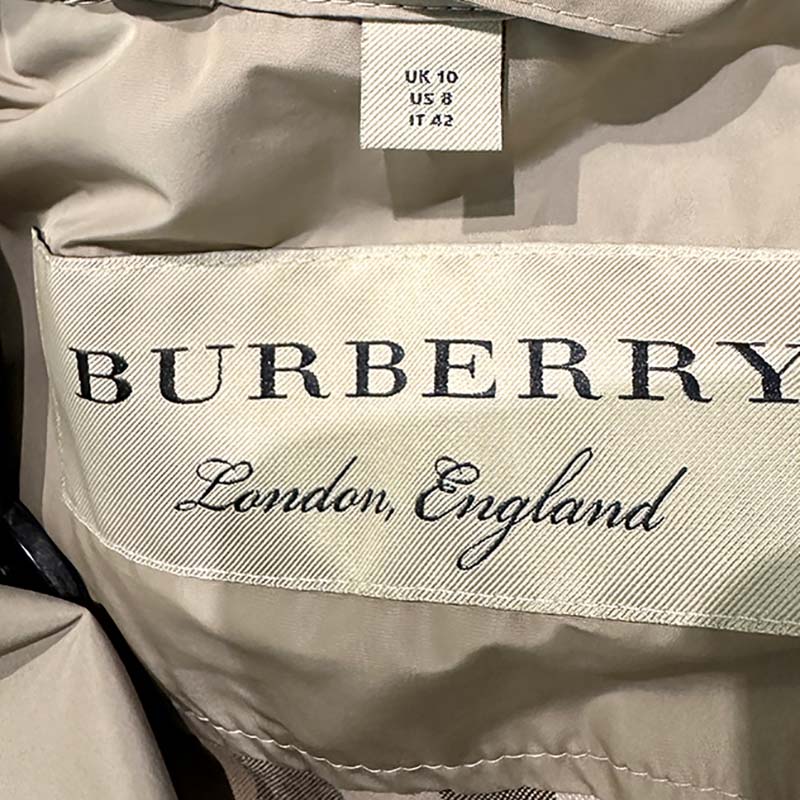 UK 10
US 8
IT 42
BURBERRY
London, England